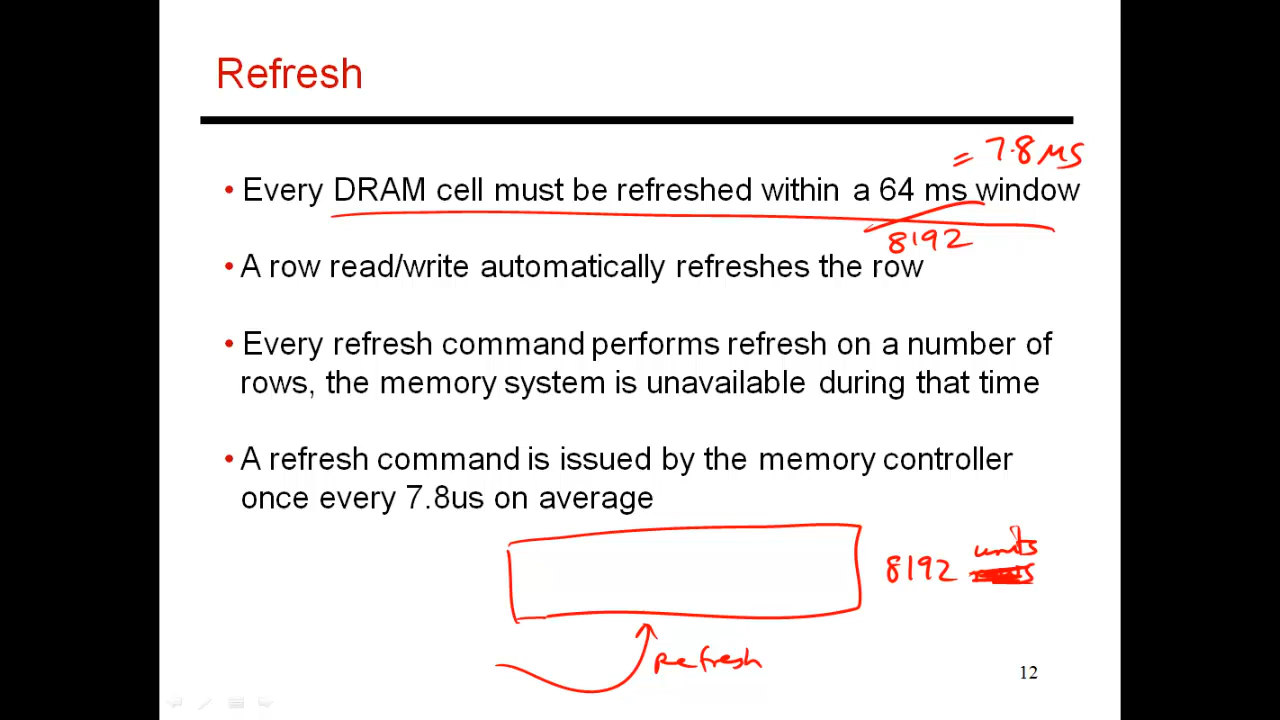 Refresh
= 7.8 μs
• Every DRAM cell must be refreshed within a 64 ms window
8192
• A row read/write automatically refreshes the row
• Every refresh command performs refresh on a number of
rows, the memory system is unavailable during that time
• A refresh command is issued by the memory controller
once every 7.8us on average
units
8192
Refresh
12